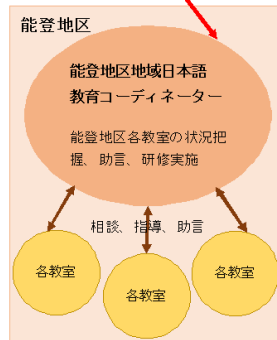 能登地区
能登地区地域日本語
教育コーディネーター
能登地区各教室の状況把
握、助言、研修実施
相談、指導、助言
各教室
各教室
各教室